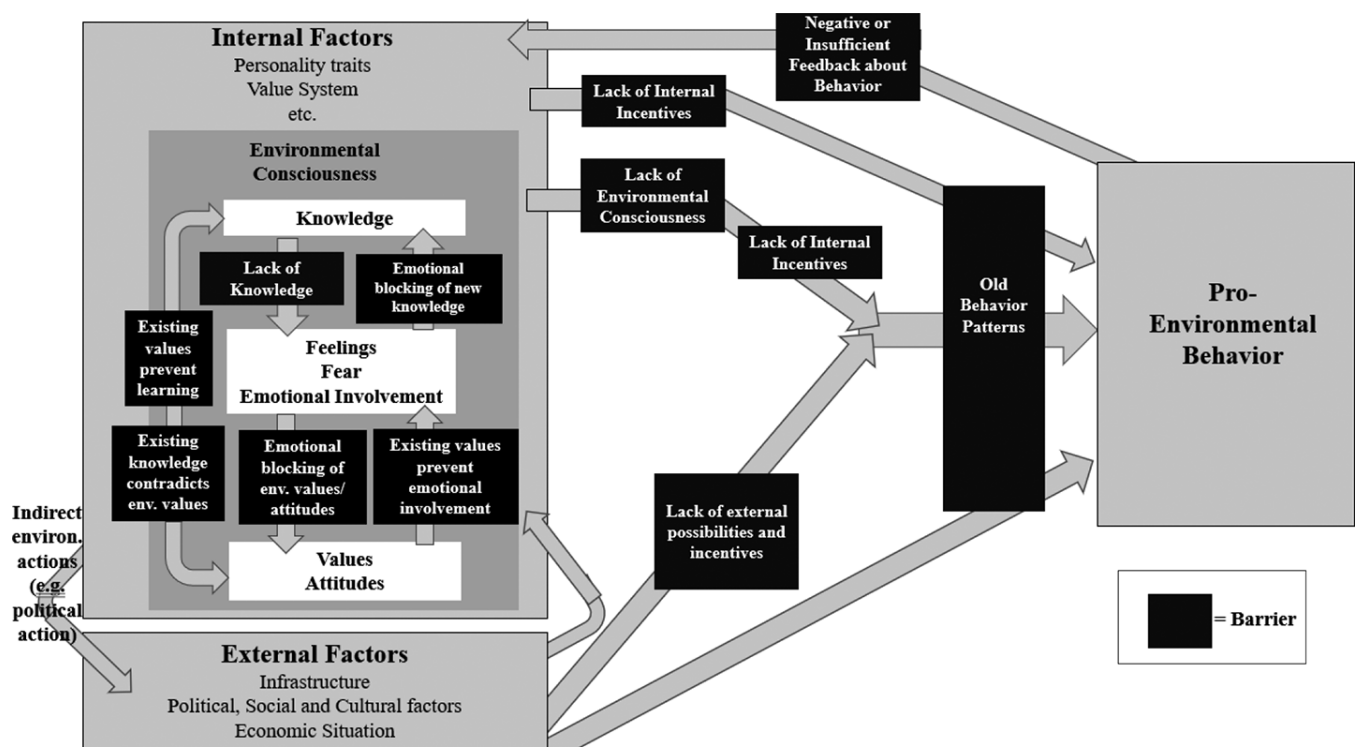 Internal Factors
Personality traits
Value System
etc.
Environmental
Consciousness
Knowledge
Lack of
Knowledge
Emotional
blocking of new
knowledge
Existing
values
prevent
learning
Feelings
Fear
Emotional Involvement
Existing
knowledge
contradicts
env. values
Emotional
blocking of
env. values/
attitudes
Existing values
prevent
emotional
involvement
Values
Attitudes
Indirect
environ.
actions
(e.g.
political
action)
External Factors
Infrastructure
Political, Social and Cultural factors
Economic Situation
Negative or
Insufficient
Feedback about
Behavior
Lack of Internal
Incentives
Lack of
Environmental
Consciousness
Lack of Internal
Incentives
Lack of external
possibilities and
incentives
Old
Behavior
Patterns
Pro-
Environmental
Behavior
= Barrier